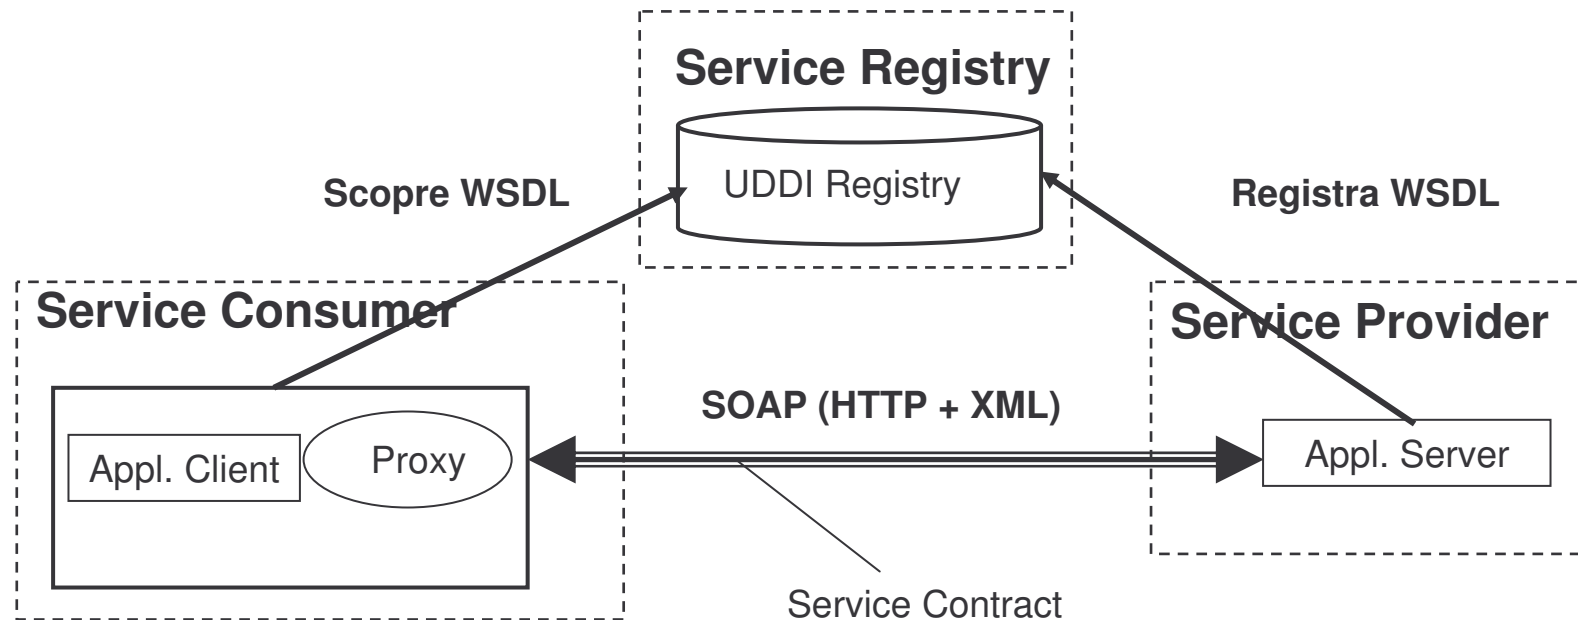 Service Registry
UDDI Registry
Scopre WSDL
Registra WSDL
Service Consumer
Service Provider
SOAP (HTTP + XML)
Appl. Client
Proxy
Appl. Server
Service Contract